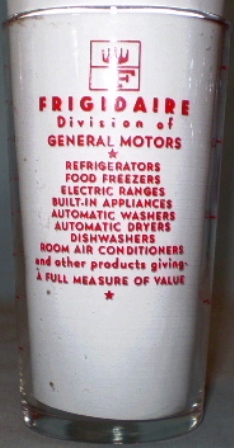 F
FRIGIDAIRE
Division of
GENERAL MOTORS
★
REFRIGERATORS
FOOD FREEZERS
ELECTRIC RANGES
BUILT-IN APPLIANCES
AUTOMATIC WASHERS
AUTOMATIC DRYERS
DISHWASHERS
ROOM AIR CONDITIONERS
and other products giving-
A FULL MEASURE OF VALUE
★